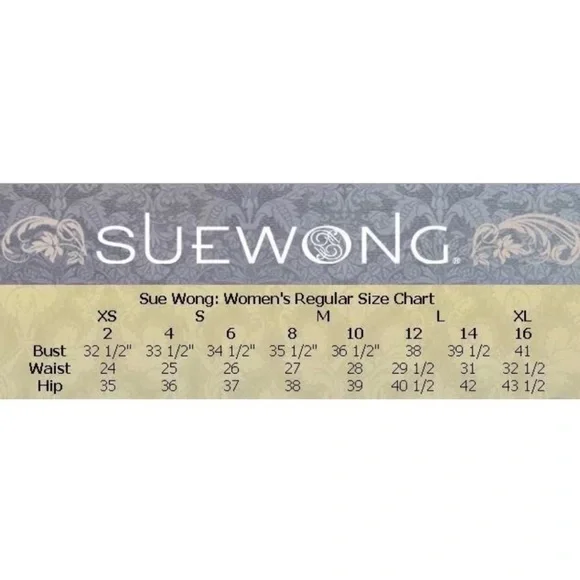 SUEWONG®
Sue Wong: Women's Regular Size Chart
XS S M L XL
2 4 6 8 10 12 14 16
Bust 32 1/2" 33 1/2" 34 1/2" 35 1/2" 36 1/2" 38 39 1/2 41
Waist 24 25 26 27 28 29 1/2 31 32 1/2
Hip 35 36 37 38 39 40 1/2 42 43 1/2